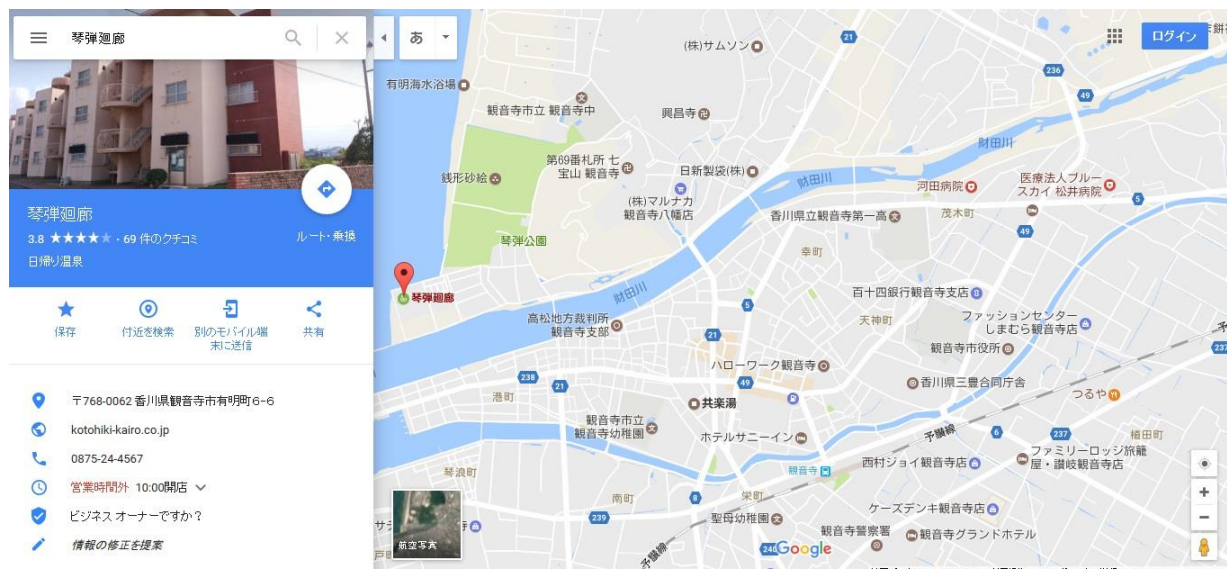 琴弾廻廊
琴弾廻廊
3.8 ★★★★★ · 69 件のクチコミ
ルート・乗換
日帰り温泉
保存
付近を検索
別のモバイル端
末に送信
共有
〒768-0062 香川県観音寺市有明町6-6
kotohiki-kairo.co.jp
0875-24-4567
営業時間外 10:00開店
ビジネス オーナーですか?
情報の修正を提案
あ
ログイン
(株)サムソン
21
236
49
有明海水浴場
観音寺市立 観音寺中
興昌寺
財田川
第69番札所 七
宝山 観音寺
日新製袋(株)
銭形砂絵
財田川
河田病院
医療法人ブルー
スカイ 松井病院
5
(株)マルナカ
観音寺八幡店
香川県立観音寺第一高
茂木町
49
琴弾公園
幸町
琴弾廻廊
財田川
百十四銀行観音寺支店
5
高松地方裁判所
観音寺支部
天神町
ファッションセンター
しまむら観音寺店
21
観音寺市役所
237
ハローワーク観音寺
238
21
49
香川県三豊合同庁舎
港町
共楽湯
つるや
観音寺市立
観音寺幼稚園
ホテルサニーイン
予讃線
6
237
植田町
ファミリーロッジ旅籠
屋・讃岐観音寺店
西村ジョイ観音寺店
観音寺
琴浪町
南町
8
栄町
ケーズデンキ観音寺店
239
聖母幼稚園
観音寺警察署
観音寺グランドホテル
航空写真
予讃線
240
Google